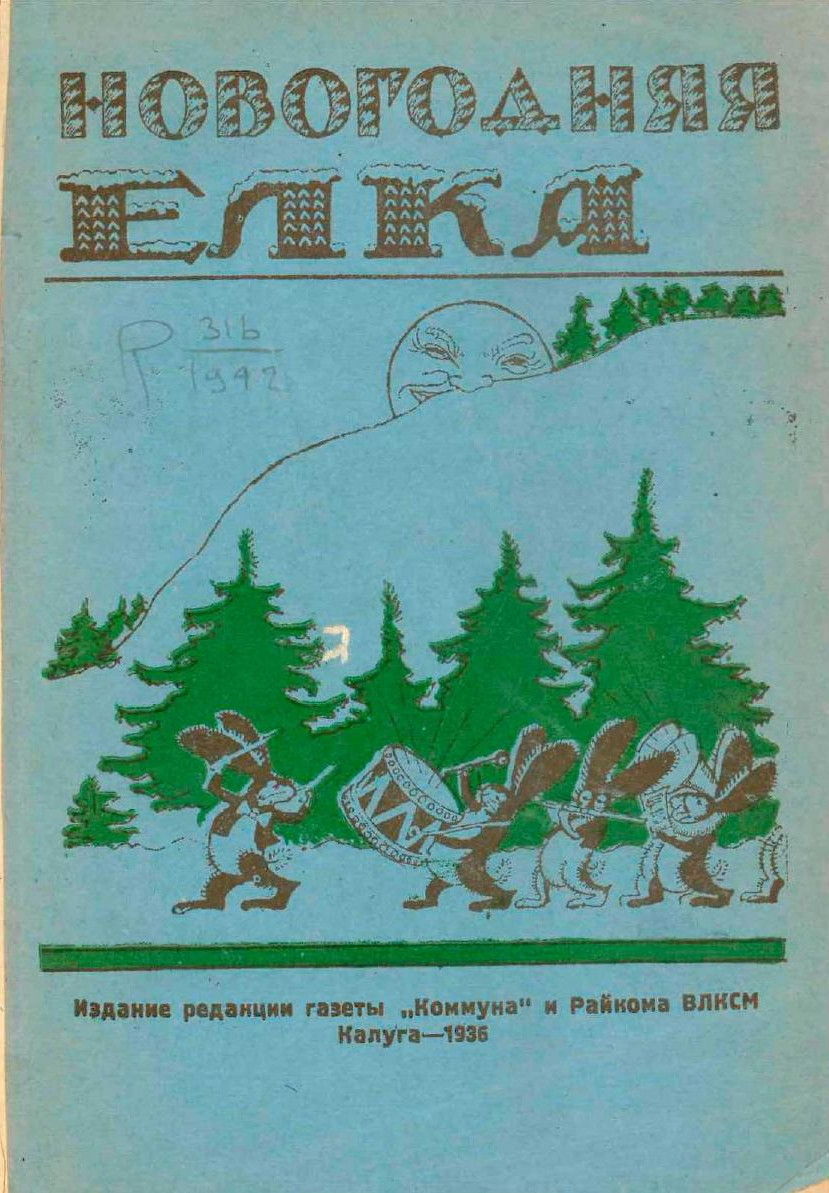 НОВОГОДНЯЯ
ЕЛКА
Р 316
1942
Издание редакции газеты „Коммуна“ и Райкома ВЛКСМ
Калуга—1936